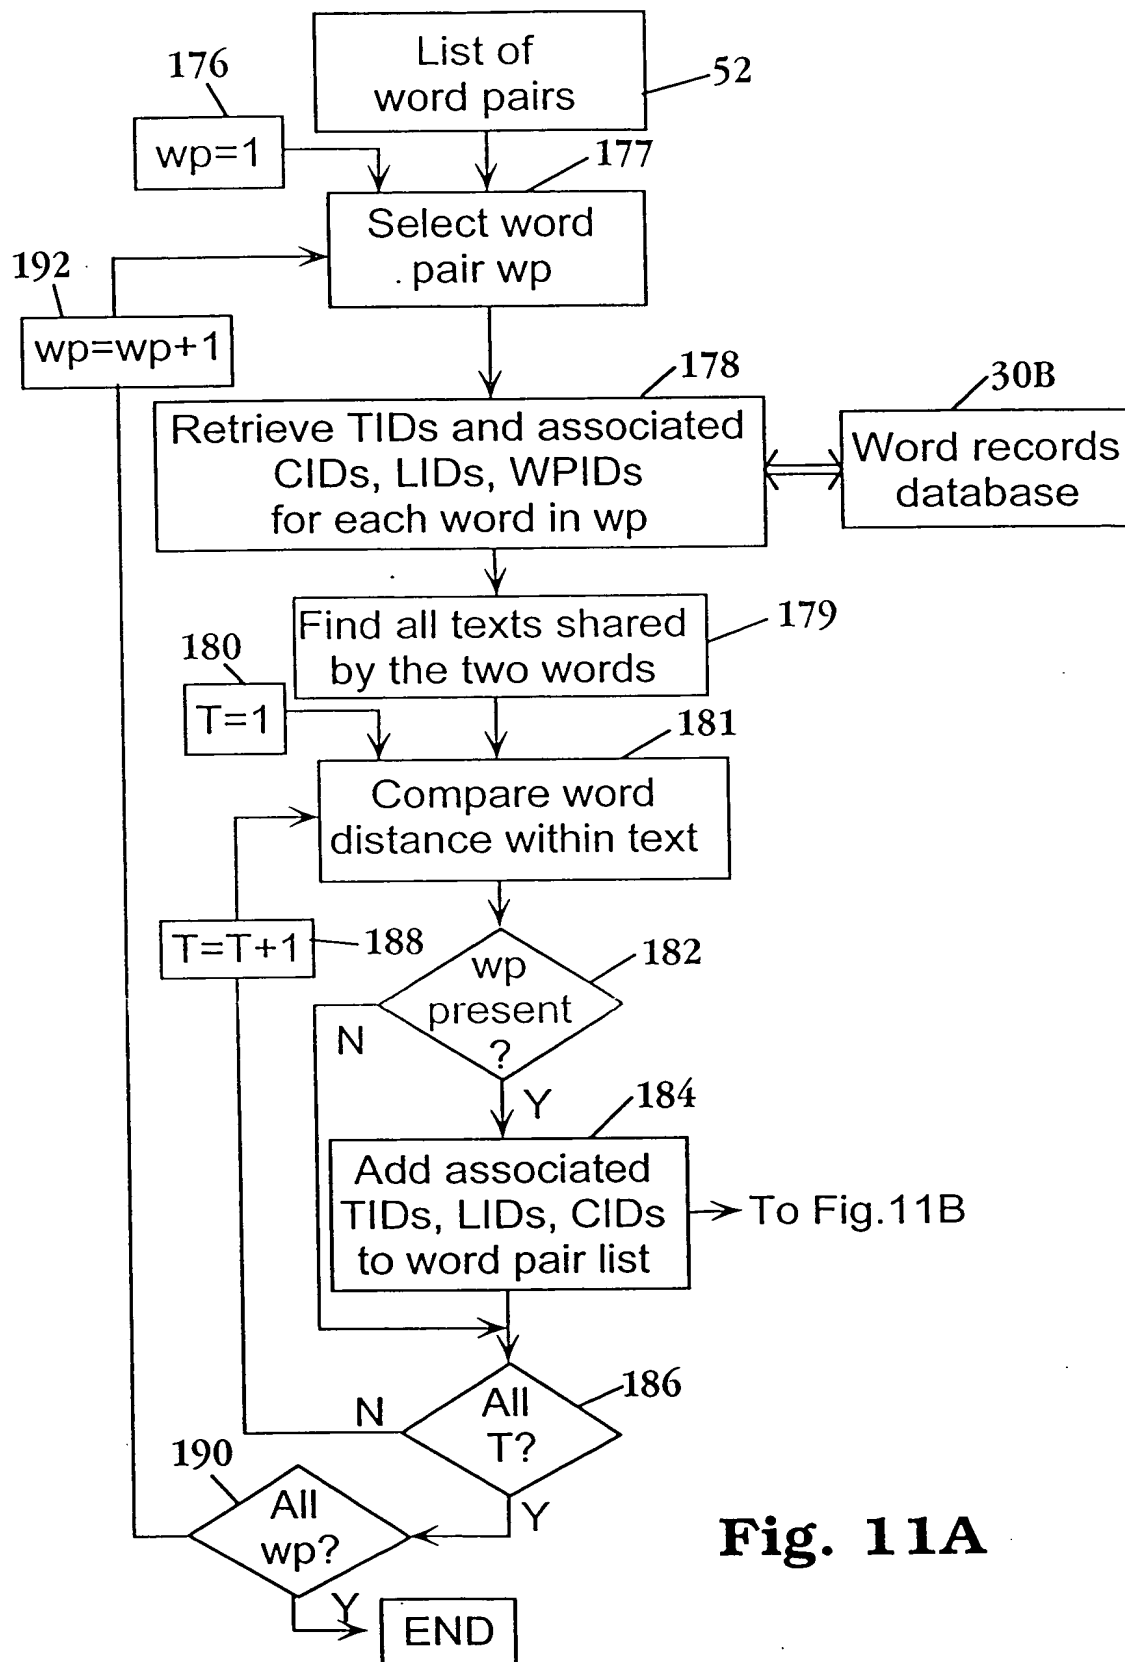 List of
word pairs
52
176
wp=1
177
Select word
pair wp
192
wp=wp+1
178
Retrieve TIDs and associated
CIDs, LIDs, WPIDs
for each word in wp
30B
Word records
database
Find all texts shared
by the two words
179
180
T=1
181
Compare word
distance within text
T=T+1
188
wp
present
?
182
N
Y
184
Add associated
TIDs, LIDs, CIDs
to word pair list
To Fig.11B
All
T?
186
N
Y
190
All
wp?
Y
END
Fig. 11A